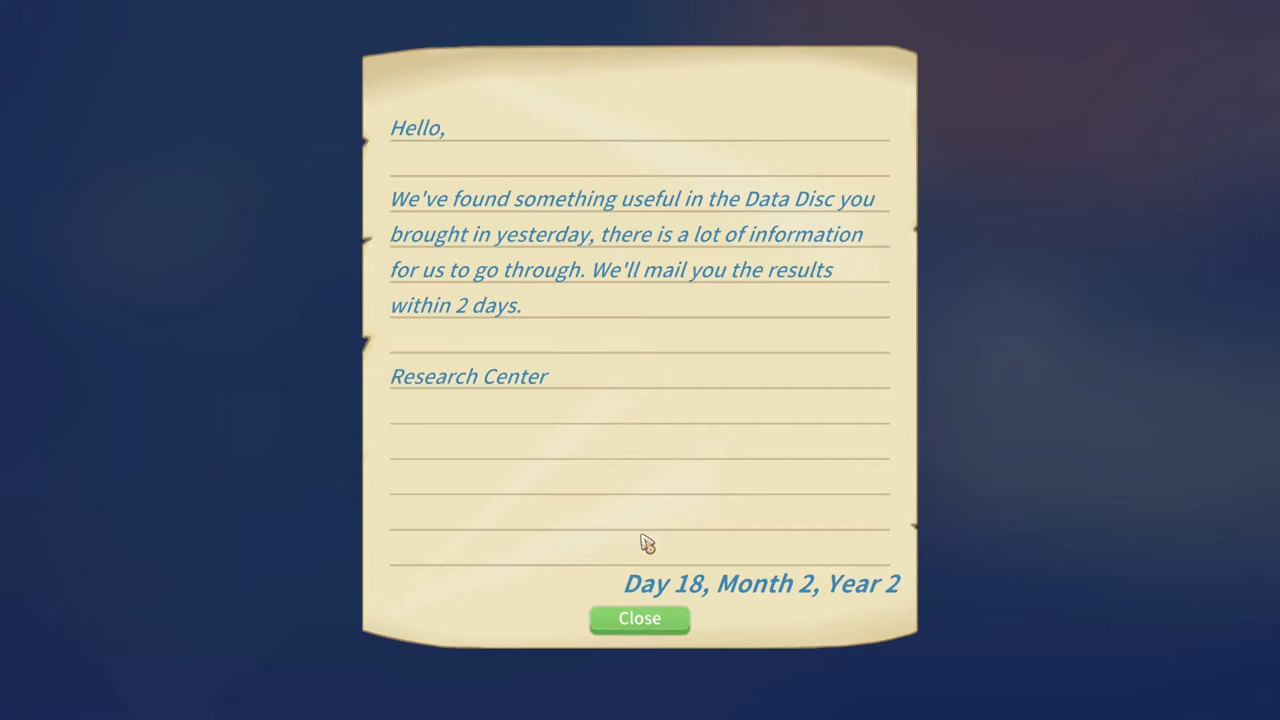 Hello,
We've found something useful in the Data Disc you
brought in yesterday, there is a lot of information
for us to go through. We'll mail you the results
within 2 days.
Research Center
Day 18, Month 2, Year 2
Close